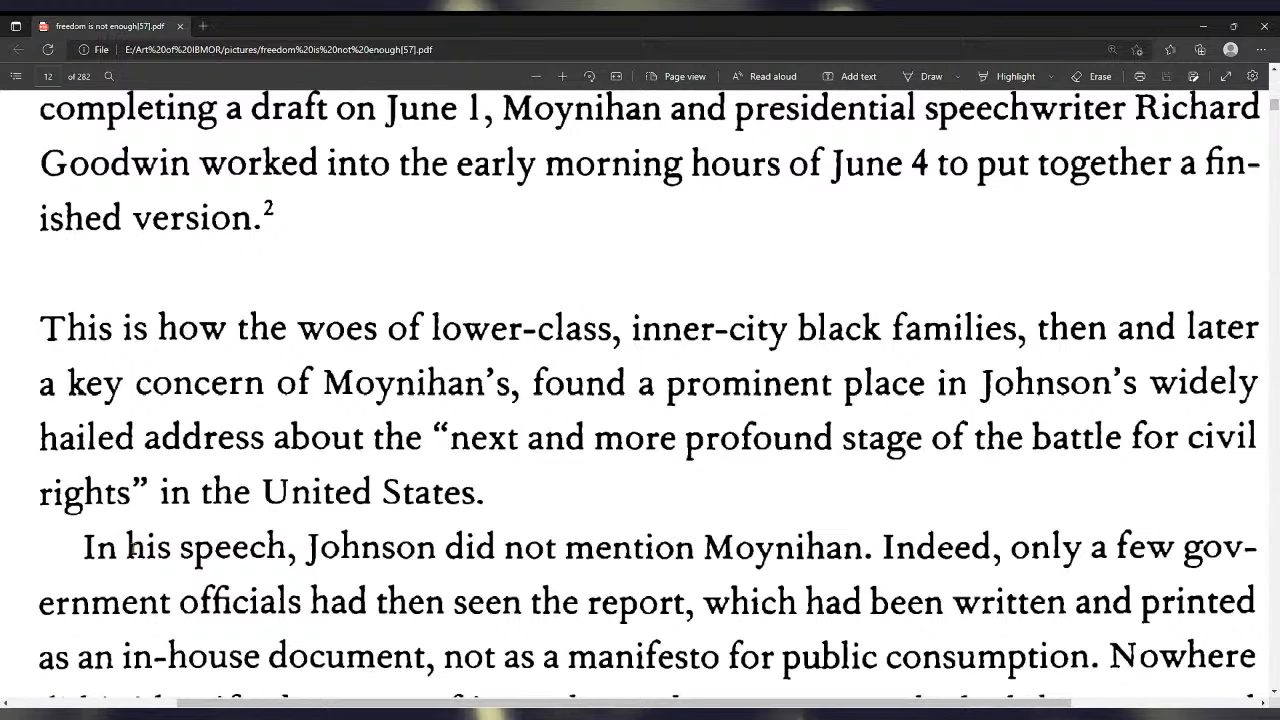 freedom is not enough[57].pdf
File E:/Art%20of%20IBMOR/pictures/freedom%20is%20not%20enough[57].pdf
12 of 282 Page view Read aloud Add text Draw Highlight Erase
completing a draft on June 1, Moynihan and presidential speechwriter Richard
Goodwin worked into the early morning hours of June 4 to put together a fin-
ished version.2
This is how the woes of lower-class, inner-city black families, then and later
a key concern of Moynihan's, found a prominent place in Johnson's widely
hailed address about the “next and more profound stage of the battle for civil
rights” in the United States.
In his speech, Johnson did not mention Moynihan. Indeed, only a few gov-
ernment officials had then seen the report, which had been written and printed
as an in-house document, not as a manifesto for public consumption. Nowhere